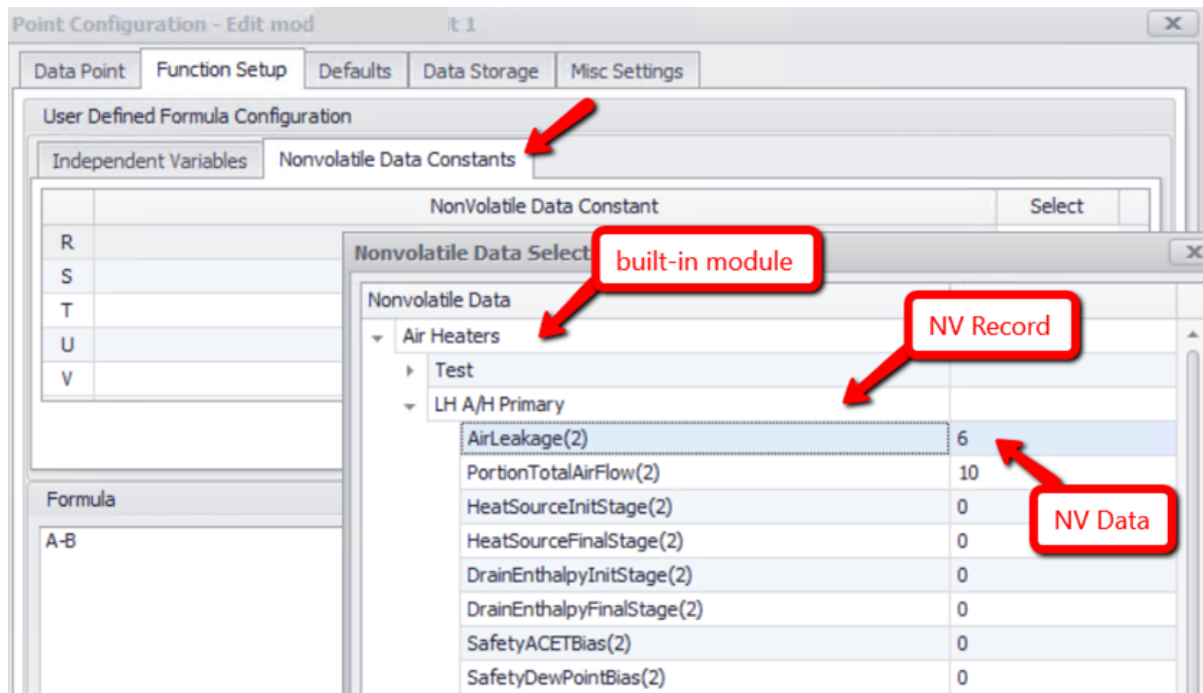 Point Configuration - Edit mod it 1
Data Point Function Setup Defaults Data Storage Misc Settings
User Defined Formula Configuration
Independent Variables Nonvolatile Data Constants
NonVolatile Data Constant Select
R
S
T
U
V
Nonvolatile Data Select
built-in module
Nonvolatile Data
NV Record
Air Heaters
Test
LH A/H Primary
AirLeakage(2) 6
PortionTotalAirFlow(2) 10
HeatSourceInitStage(2) 0
NV Data
HeatSourceFinalStage(2) 0
DrainEnthalpyInitStage(2) 0
DrainEnthalpyFinalStage(2) 0
SafetyACETBias(2) 0
SafetyDewPointBias(2) 0
Formula
A-B